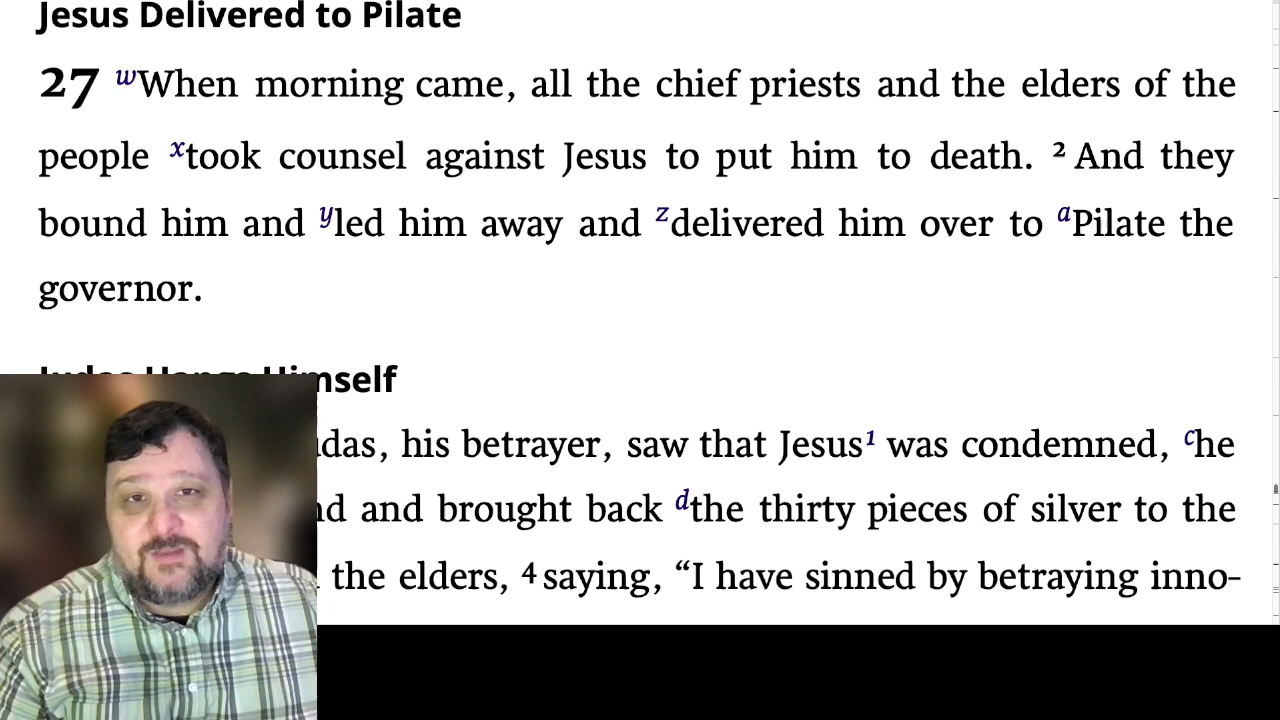 Jesus Delivered to Pilate
27 wWhen morning came, all the chief priests and the elders of the
people xtook counsel against Jesus to put him to death. 2 And they
bound him and yled him away and zdelivered him over to aPilate the
governor.
Himself
his betrayer, saw that Jesus1 was condemned, che
and brought back dthe thirty pieces of silver to the
the elders, 4 saying, “I have sinned by betraying inno-